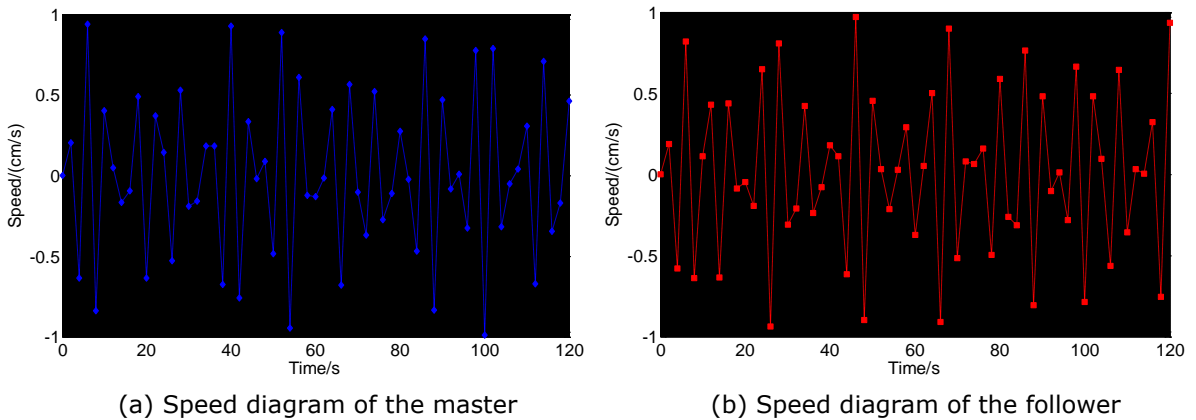 1
0.5
0
-0.5
-1
Speed/(cm/s)
0 20 40 60 80 100 120
Time/s
(a) Speed diagram of the master
1
0.5
0
-0.5
-1
Speed/(cm/s)
0 20 40 60 80 100 120
Time/s
(b) Speed diagram of the follower